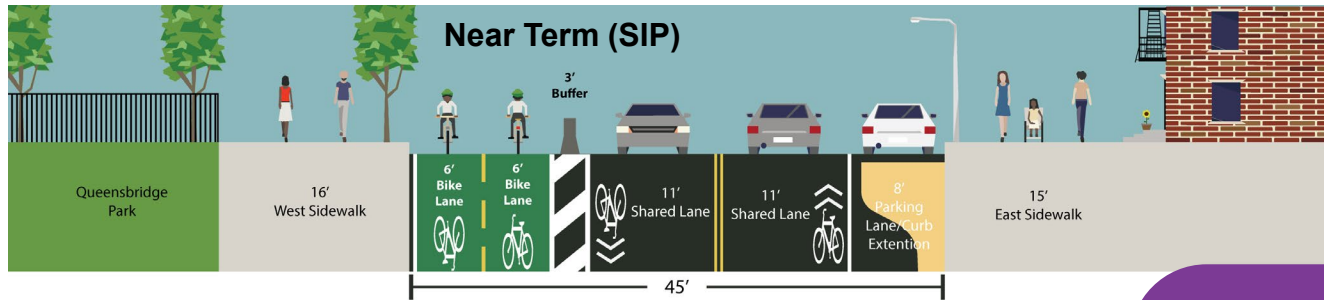 Near Term (SIP)
3’
Buffer
Queensbridge
Park
16’
West Sidewalk
6’
Bike
Lane
6’
Bike
Lane
11’
Shared Lane
11’
Shared Lane
8’
Parking
Lane/Curb
Extention
15’
East Sidewalk
45’